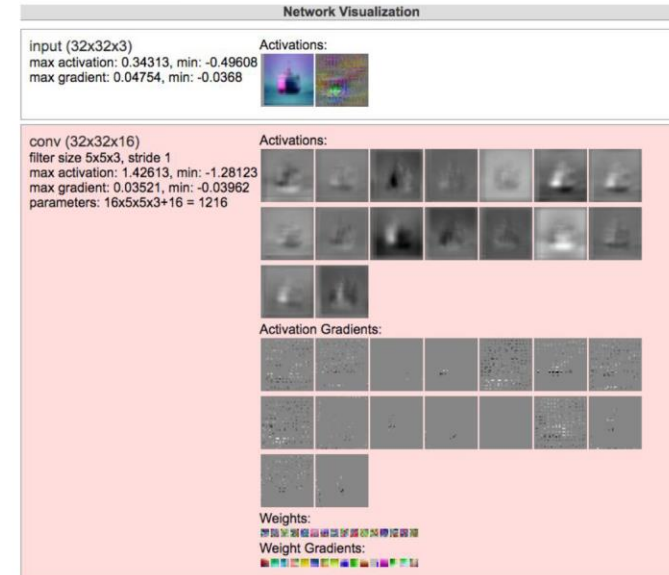 Network Visualization
input (32x32x3)
max activation: 0.34313, min: -0.49608
max gradient: 0.04754, min: -0.0368
Activations:
conv (32x32x16)
filter size 5x5x3, stride 1
max activation: 1.42613, min: -1.28123
max gradient: 0.03521, min: -0.03962
parameters: 16x5x5x3+16 = 1216
Activations:
Activation Gradients:
Weights:
Weight Gradients: